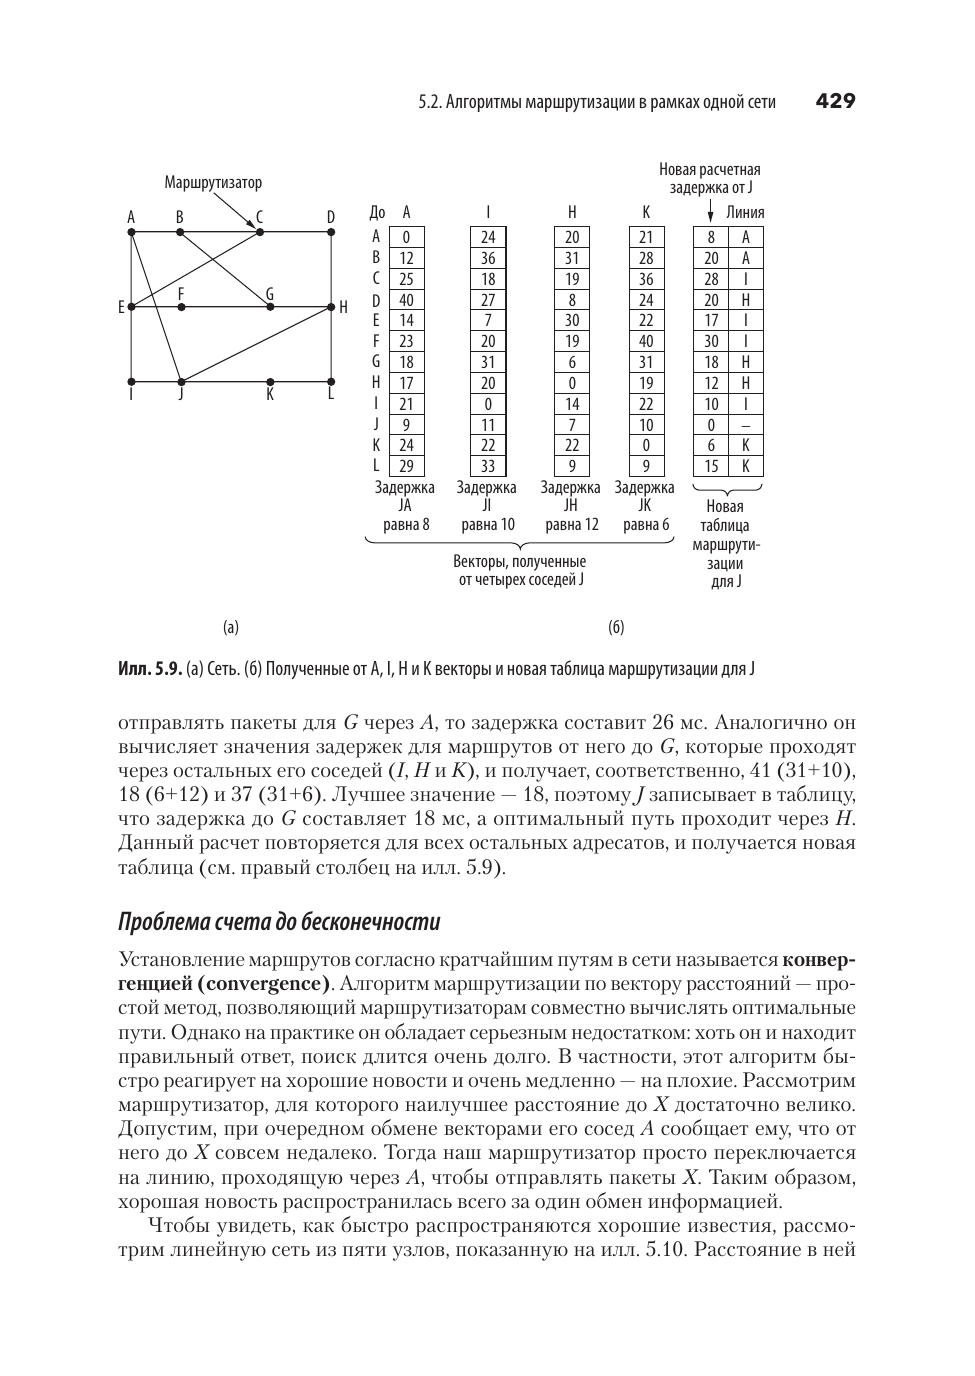 5.2. Алгоритмы маршрутизации в рамках одной сети 429
Маршрутизатор
A B C D
E F G H
I J K L
(а)
Новая расчетная
задержка от J
До A I H K Линия
A 0 24 20 21 8 A
B 12 36 31 28 20 A
C 25 18 19 36 28 I
D 40 27 8 24 20 H
E 14 7 30 22 17 I
F 23 20 19 40 30 I
G 18 31 6 31 18 H
H 17 20 0 19 12 H
I 21 0 14 22 10 I
J 9 11 7 10 0 –
K 24 22 22 0 6 K
L 29 33 9 9 15 K
Задержка Задержка Задержка Задержка
JA JI JH JK
равна 8 равна 10 равна 12 равна 6
Векторы, полученные
от четырех соседей J
Новая
таблица
маршрути-
зации
для J
(б)
Илл. 5.9. (а) Сеть. (б) Полученные от A, I, H и K векторы и новая таблица маршрутизации для J
отправлять пакеты для G через A, то задержка составит 26 мс. Аналогично он
вычисляет значения задержек для маршрутов от него до G, которые проходят
через остальных его соседей (I, H и K), и получает, соответственно, 41 (31+10),
18 (6+12) и 37 (31+6). Лучшее значение — 18, поэтому J записывает в таблицу,
что задержка до G составляет 18 мс, а оптимальный путь проходит через H.
Данный расчет повторяется для всех остальных адресатов, и получается новая
таблица (см. правый столбец на илл. 5.9).
Проблема счета до бесконечности
Установление маршрутов согласно кратчайшим путям в сети называется конвер-
генцией (convergence). Алгоритм маршрутизации по вектору расстояний — про-
стой метод, позволяющий маршрутизаторам совместно вычислять оптимальные
пути. Однако на практике он обладает серьезным недостатком: хоть он и находит
правильный ответ, поиск длится очень долго. В частности, этот алгоритм бы-
стро реагирует на хорошие новости и очень медленно — на плохие. Рассмотрим
маршрутизатор, для которого наилучшее расстояние до X достаточно велико.
Допустим, при очередном обмене векторами его сосед A сообщает ему, что от
него до X совсем недалеко. Тогда наш маршрутизатор просто переключается
на линию, проходящую через A, чтобы отправлять пакеты X. Таким образом,
хорошая новость распространилась всего за один обмен информацией.
Чтобы увидеть, как быстро распространяются хорошие известия, рассмо-
трим линейную сеть из пяти узлов, показанную на илл. 5.10. Расстояние в ней